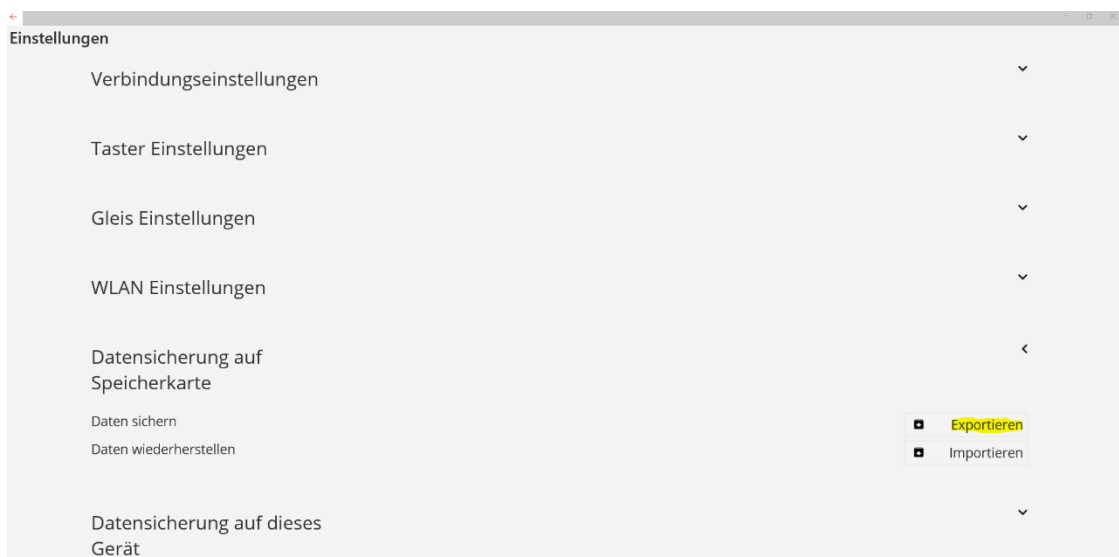 Einstellungen
Verbindungseinstellungen
Taster Einstellungen
Gleis Einstellungen
WLAN Einstellungen
Datensicherung auf
Speicherkarte
Daten sichern
Exportieren
Daten wiederherstellen
Importieren
Datensicherung auf dieses
Gerät